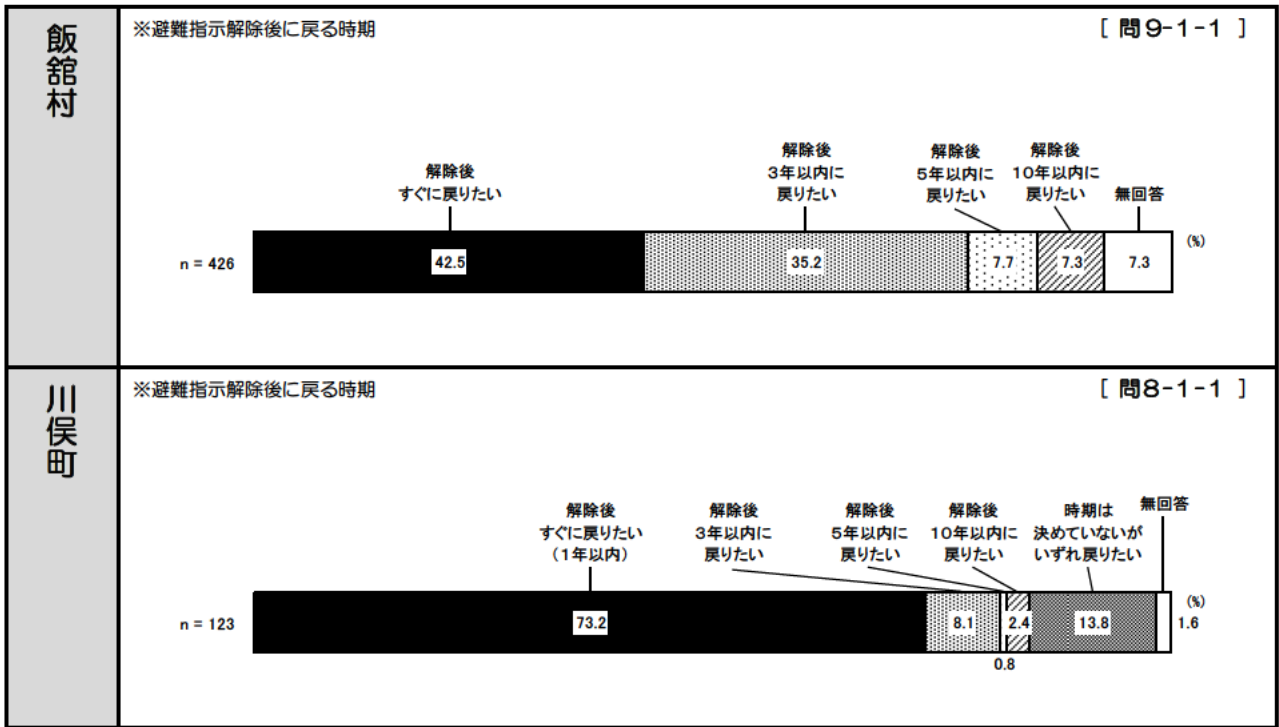 飯舘村
※避難指示解除後に戻る時期
[ 問9-1-1 ]
解除後
すぐに戻りたい
解除後
3年以内に
戻りたい
解除後
5年以内に
戻りたい
解除後
10年以内に
戻りたい
無回答
(%)
n = 426
42.5
35.2
7.7
7.3
7.3
川俣町
※避難指示解除後に戻る時期
[ 問8-1-1 ]
解除後
すぐに戻りたい
(1年以内)
解除後
3年以内に
戻りたい
解除後
5年以内に
戻りたい
解除後
10年以内に
戻りたい
時期は
決めていないが
いずれ戻りたい
無回答
(%)
n = 123
73.2
8.1
0.8
2.4
13.8
1.6